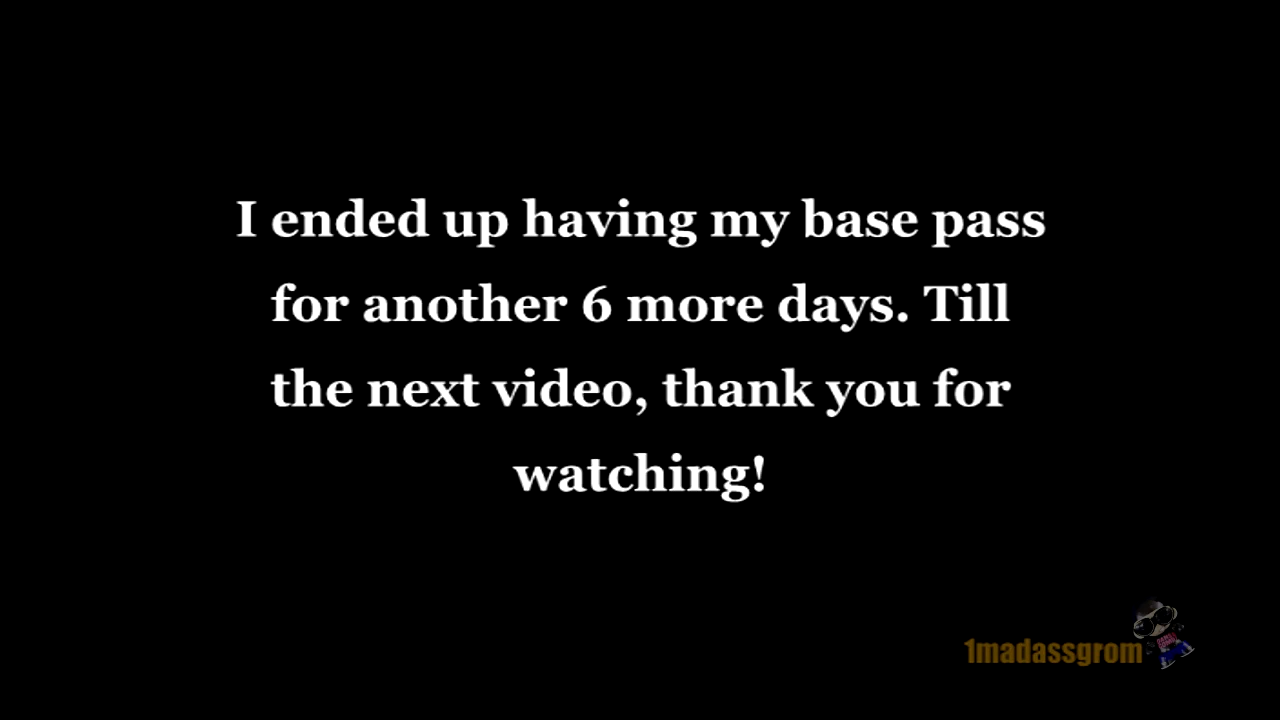 I ended up having my base pass
for another 6 more days. Till
the next video, thank you for
watching!
1madassgrom